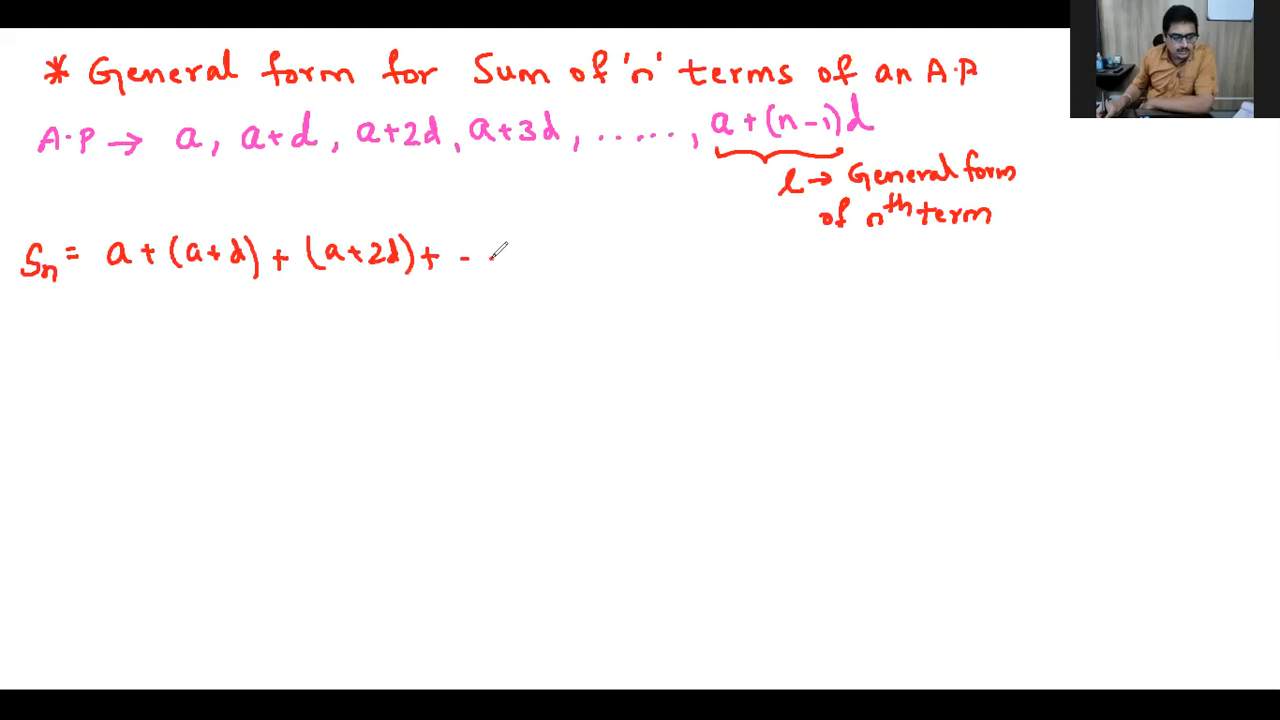 * General form for Sum of 'n' terms of an A.P
A.P → a, a+d, a+2d, a+3d, ......, a+(n-1)d
l → General form
of nth term
Sn = a + (a+d) + (a+2d) + - -